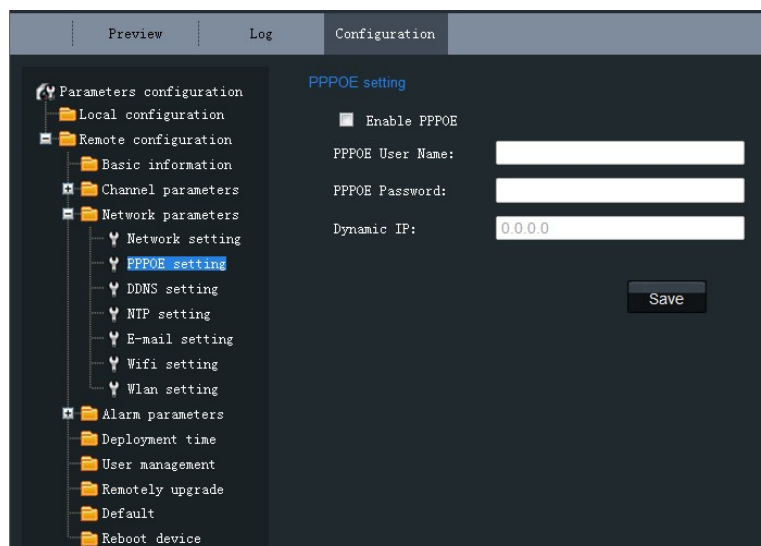 Preview
Log
Configuration
Parameters configuration
Local configuration
Remote configuration
Basic information
Channel parameters
Network parameters
Network setting
PPPOE setting
DDNS setting
NTP setting
E-mail setting
Wifi setting
Wlan setting
Alarm parameters
Deployment time
User management
Remotely upgrade
Default
Reboot device
PPPOE setting
Enable PPPOE
PPPOE User Name:
PPPOE Password:
Dynamic IP: 0.0.0.0
Save